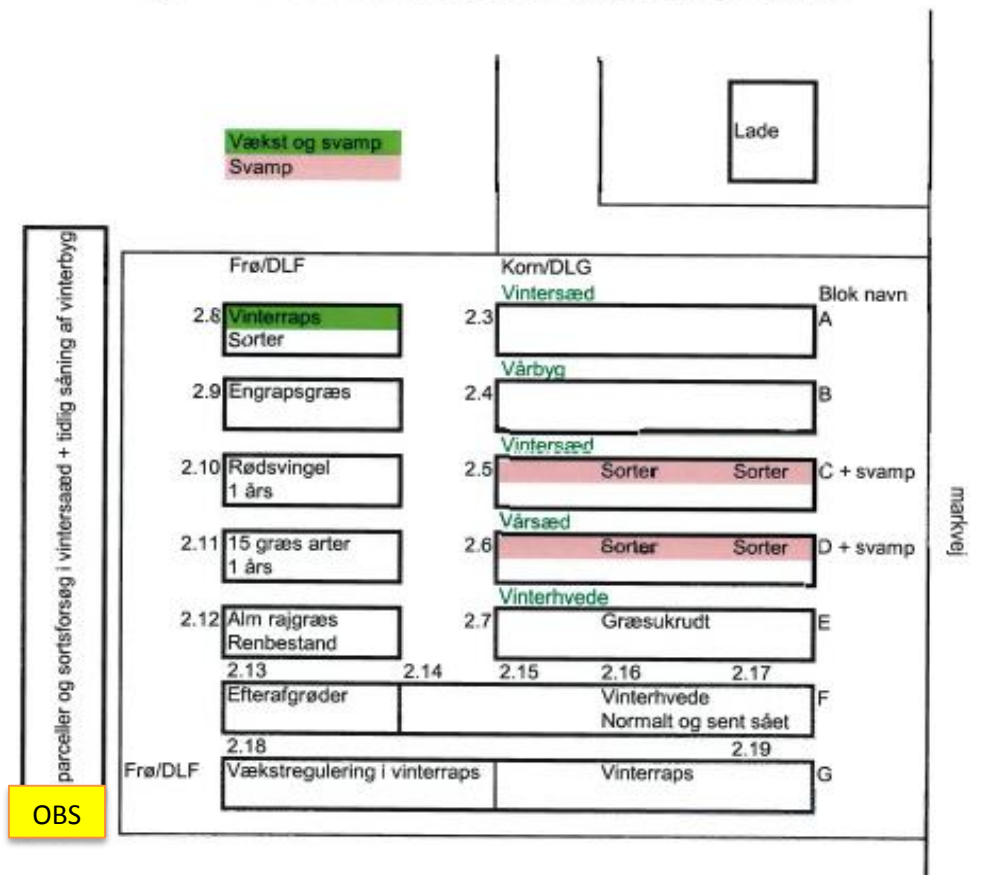 Lade
Vækst og svamp
Svamp
parceller og sortsforsøg i vintersaæd + tidlig såning af vinterbyg
Frø/DLF
Korn/DLG
Vintersæd
Blok navn
2.8 Vinterraps
Sorter
2.3
A
Vårbyg
2.9 Engrapsgræs
2.4
B
Vintersæd
2.10 Rødsvingel
1 års
2.5 Sorter Sorter C + svamp
Vårsæd
2.11 15 græs arter
1 års
2.6 Sorter Sorter D + svamp
markvej
Vinterhvede
2.12 Alm rajgræs
Renbestand
2.7 Græsukrudt E
2.13 2.14 2.15 2.16 2.17
Efterafgrøder
Vinterhvede
Normalt og sent sået
F
2.18 2.19
Frø/DLF Vækstregulering i vinterraps Vinterraps G
OBS